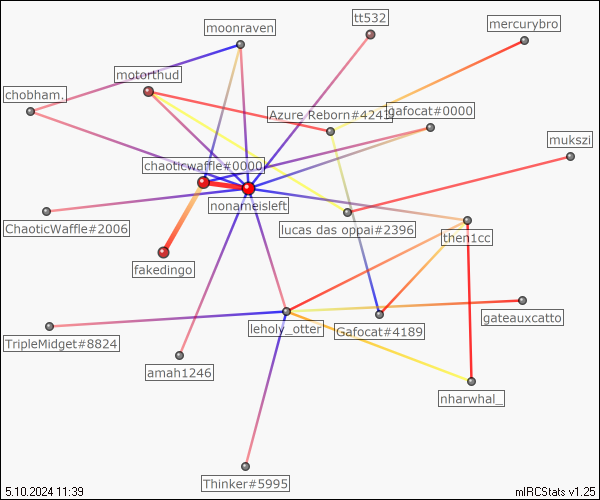 moonraven
tt532
mercurybro
motorthud
chobham.
Azure Reborn#4241
gafocat#0000
mukszi
chaoticwaffle#0000
nonameisleft
ChaoticWaffle#2006
lucas das oppai#2396
then1cc
fakedingo
gateauxcatto
leholy_otter
Gafocat#4189
TripleMidget#8824
amah1246
nharwhal_
Thinker#5995
5.10.2024 11:39
mIRCStats v1.25